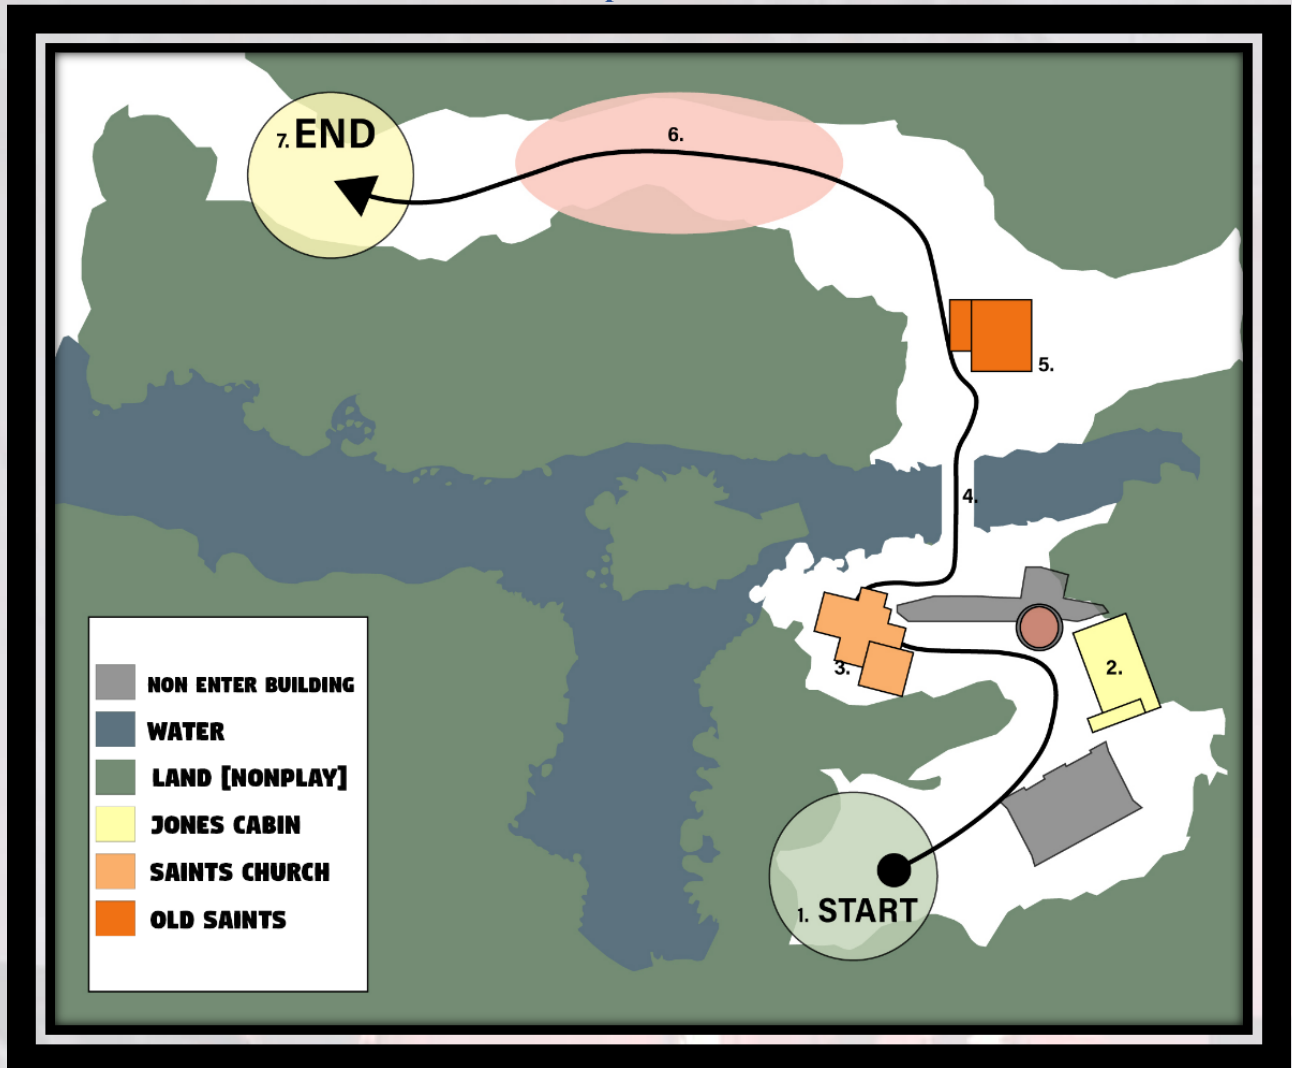 6.
7. END
5.
4.
3.
2.
NON ENTER BUILDING
WATER
LAND [NONPLAY]
JONES CABIN
SAINTS CHURCH
OLD SAINTS
1. START